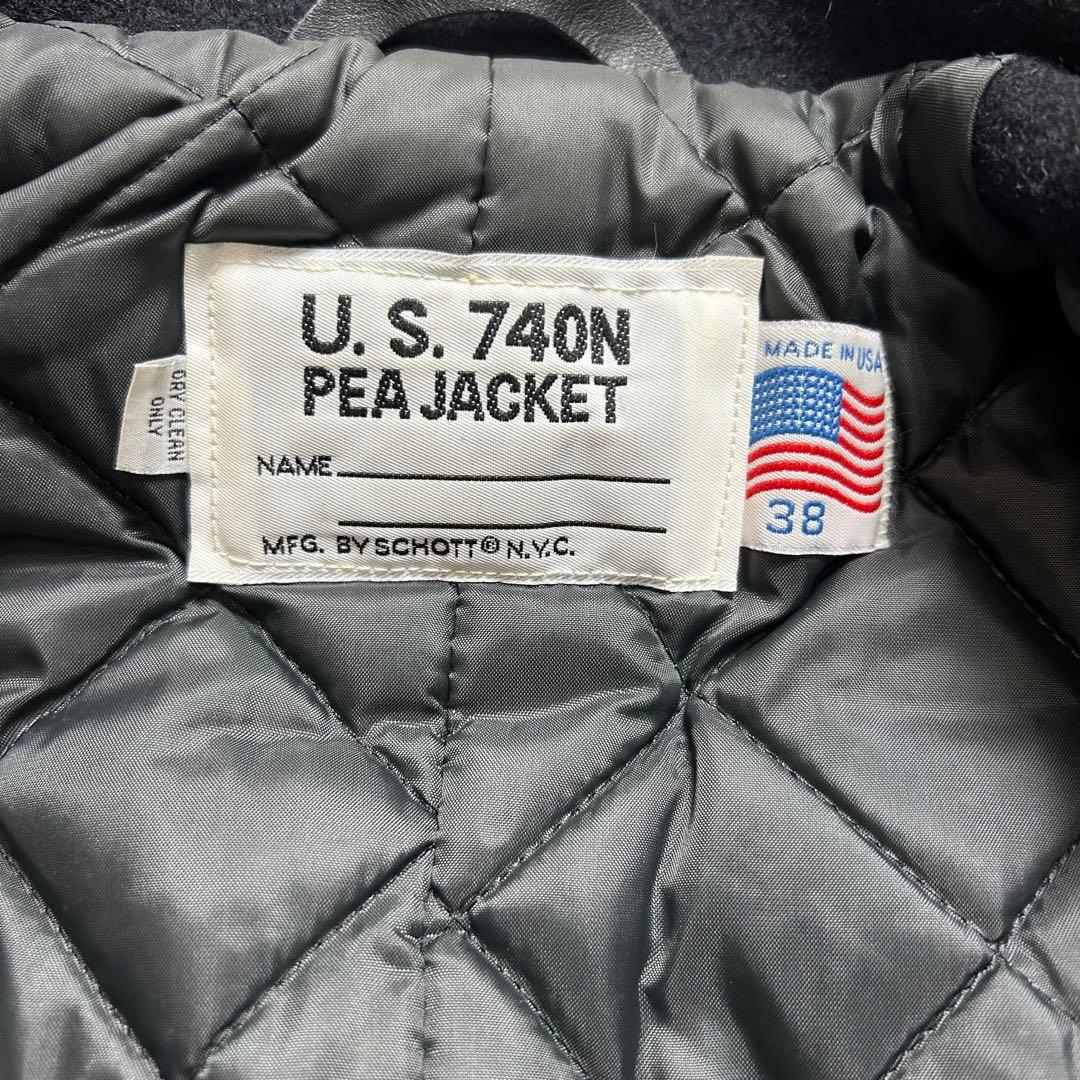 U. S. 740N
PEA JACKET
NAME
MFG. BY SCHOTT® N.Y.C.
DRY CLEAN
ONLY
MADE IN USA
38